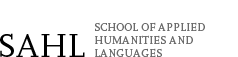 SAHL
SCHOOL OF APPLIED
HUMANITIES AND
LANGUAGES